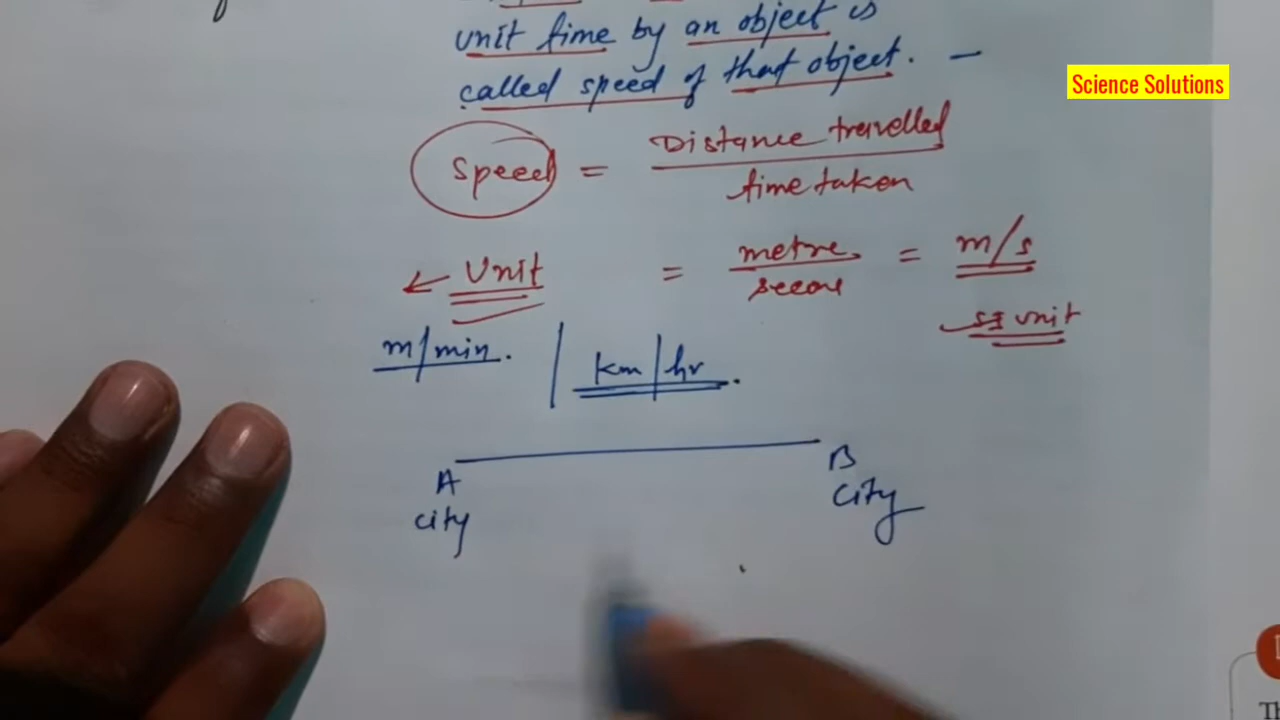 unit time by an object is
called speed of that object. —
Science Solutions
Speed = Distance travelled
time taken
Unit = metre = m/s
SI unit
m/min. | km/hr.
A B
city city